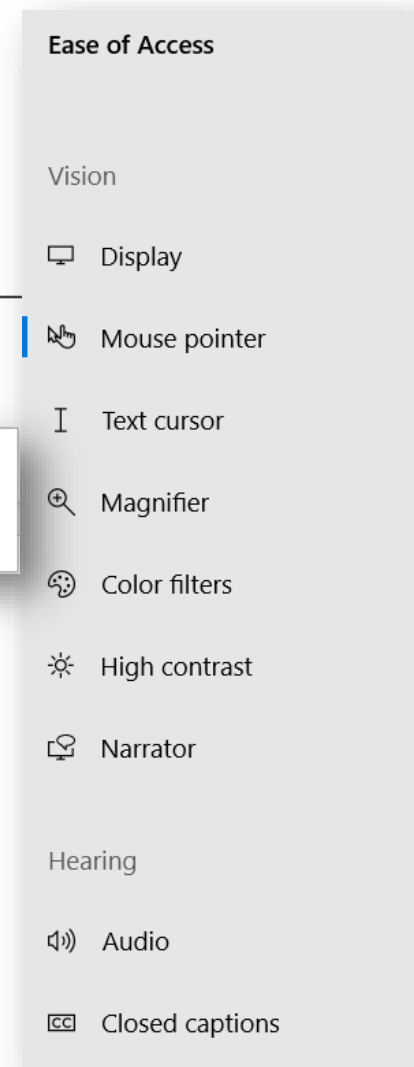 Ease of Access
Vision
Display
Mouse pointer
Text cursor
Magnifier
Color filters
High contrast
Narrator
Hearing
Audio
CC Closed captions